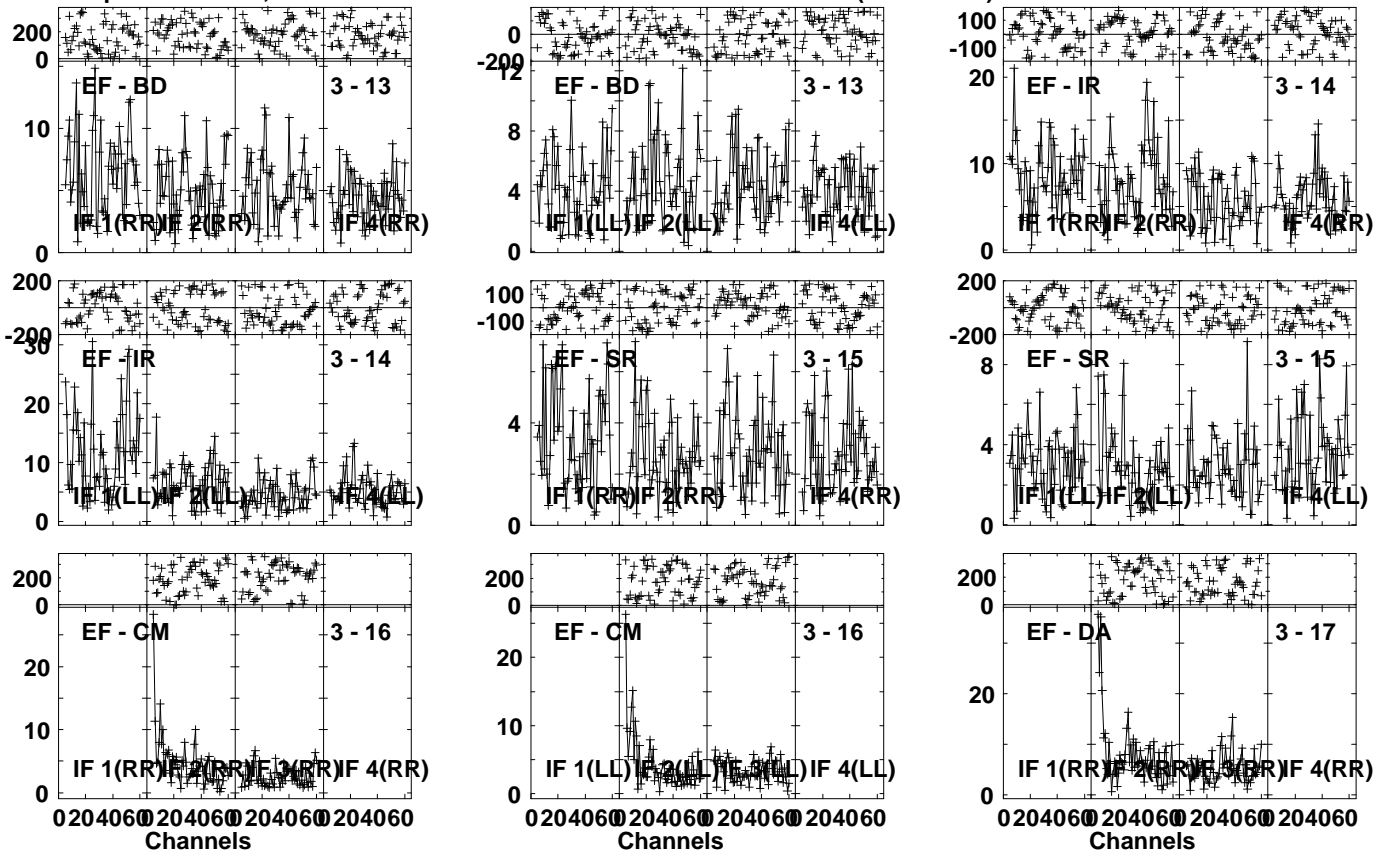 200 0 200 0 -200 100 0 -100
EF - BD 3 - 13 EF - BD 3 - 13 EF - IR 3 - 14
10 0 12 8 4 0 20 10 0
IF 1(RR) IF 2(RR) IF 4(RR) IF 1(LL) IF 2(LL) IF 4(LL) IF 1(RR) IF 2(RR) IF 4(RR)
200 0 -200 100 0 -100 200 0 -200
EF - IR 3 - 14 EF - SR 3 - 15 EF - SR 3 - 15
30 20 10 0 4 0 8 4 0
IF 1(LL) IF 2(LL) IF 4(LL) IF 1(RR) IF 2(RR) IF 4(RR) IF 1(LL) IF 2(LL) IF 4(LL)
200 0 200 0 200 0
EF - CM 3 - 16 EF - CM 3 - 16 EF - DA 3 - 17
20 10 0 20 10 0 20 0
IF 1(RR) IF 2(RR) IF 3(RR) IF 4(RR) IF 1(LL) IF 2(LL) IF 3(LL) IF 4(LL) IF 1(RR) IF 2(RR) IF 3(RR) IF 4(RR)
0 20 40 60 0 20 40 60 0 20 40 60 0 20 40 60 0 20 40 60 0 20 40 60 0 20 40 60 0 20 40 60 0 20 40 60 0 20 40 60 0 20 40 60 0 20 40 60
Channels Channels Channels